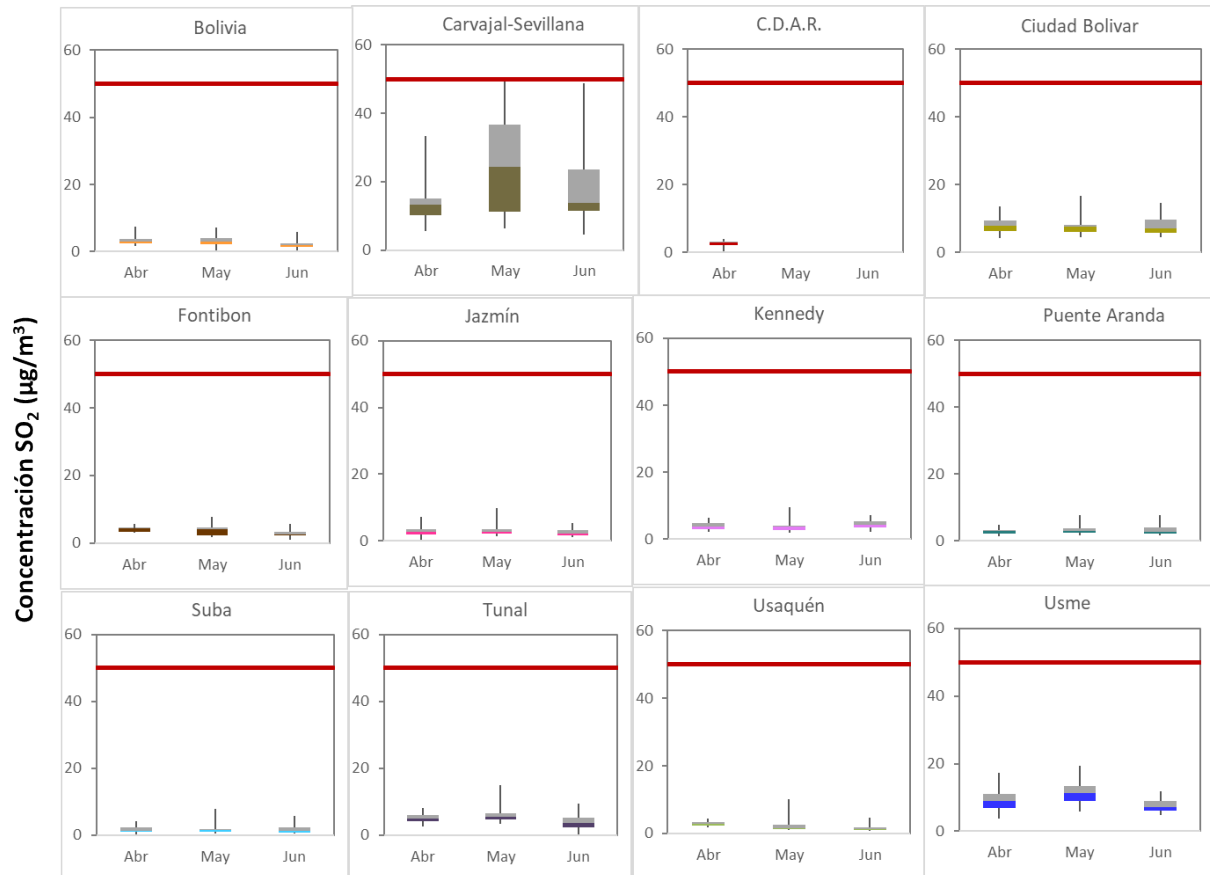 Concentración SO₂ (µg/m³)
Bolivia
60
40
20
0
Abr May Jun
Carvajal-Sevillana
60
40
20
0
Abr May Jun
C.D.A.R.
60
40
20
0
Abr May Jun
Ciudad Bolivar
60
40
20
0
Abr May Jun
Fontibon
60
40
20
0
Abr May Jun
Jazmín
60
40
20
0
Abr May Jun
Kennedy
60
40
20
0
Abr May Jun
Puente Aranda
60
40
20
0
Abr May Jun
Suba
60
40
20
0
Abr May Jun
Tunal
60
40
20
0
Abr May Jun
Usaquén
60
40
20
0
Abr May Jun
Usme
60
40
20
0
Abr May Jun